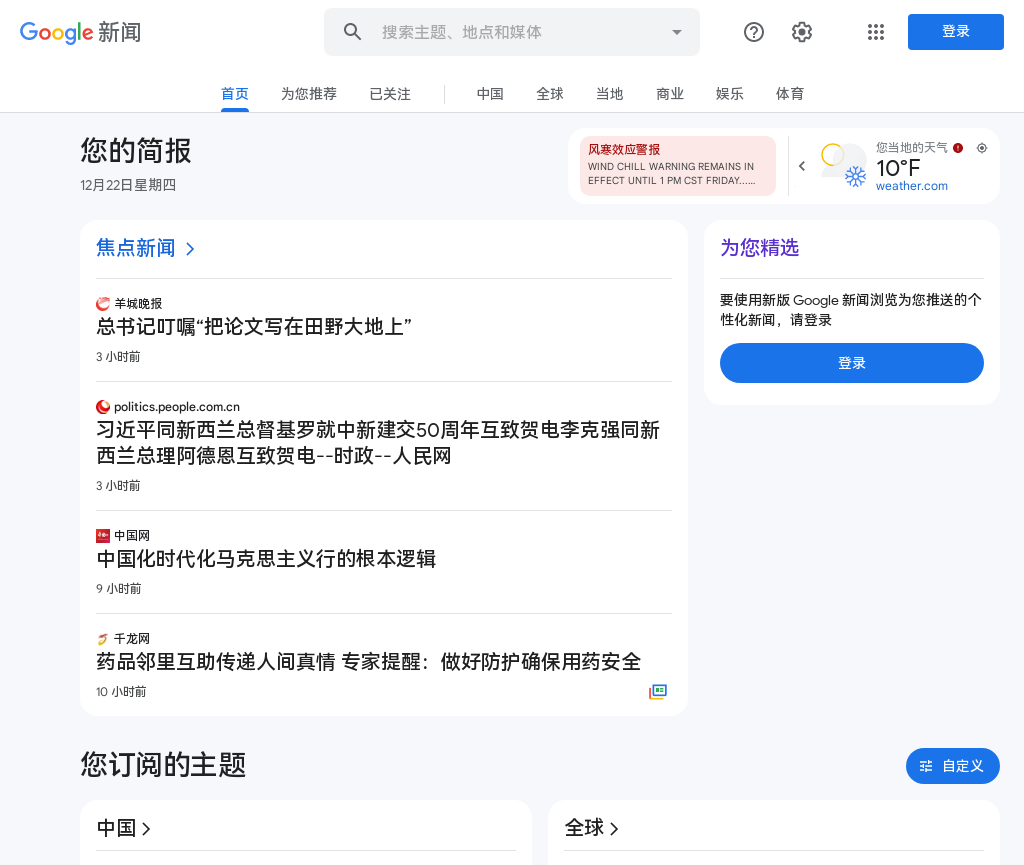 Google 新闻
搜索主题、地点和媒体
登录
首页
为您推荐
已关注
中国
全球
当地
商业
娱乐
体育
您的简报
12月22日星期四
风寒效应警报
WIND CHILL WARNING REMAINS IN
EFFECT UNTIL 1 PM CST FRIDAY......
您当地的天气
10°F
weather.com
焦点新闻
羊城晚报
总书记叮嘱“把论文写在田野大地上”
3 小时前
politics.people.com.cn
习近平同新西兰总督基罗就中新建交50周年互致贺电李克强同新
西兰总理阿德恩互致贺电--时政--人民网
3 小时前
中国网
中国化时代化马克思主义行的根本逻辑
9 小时前
千龙网
药品邻里互助传递人间真情 专家提醒：做好防护确保用药安全
10 小时前
为您精选
要使用新版 Google 新闻浏览为您推送的个
性化新闻，请登录
登录
您订阅的主题
自定义
中国
全球